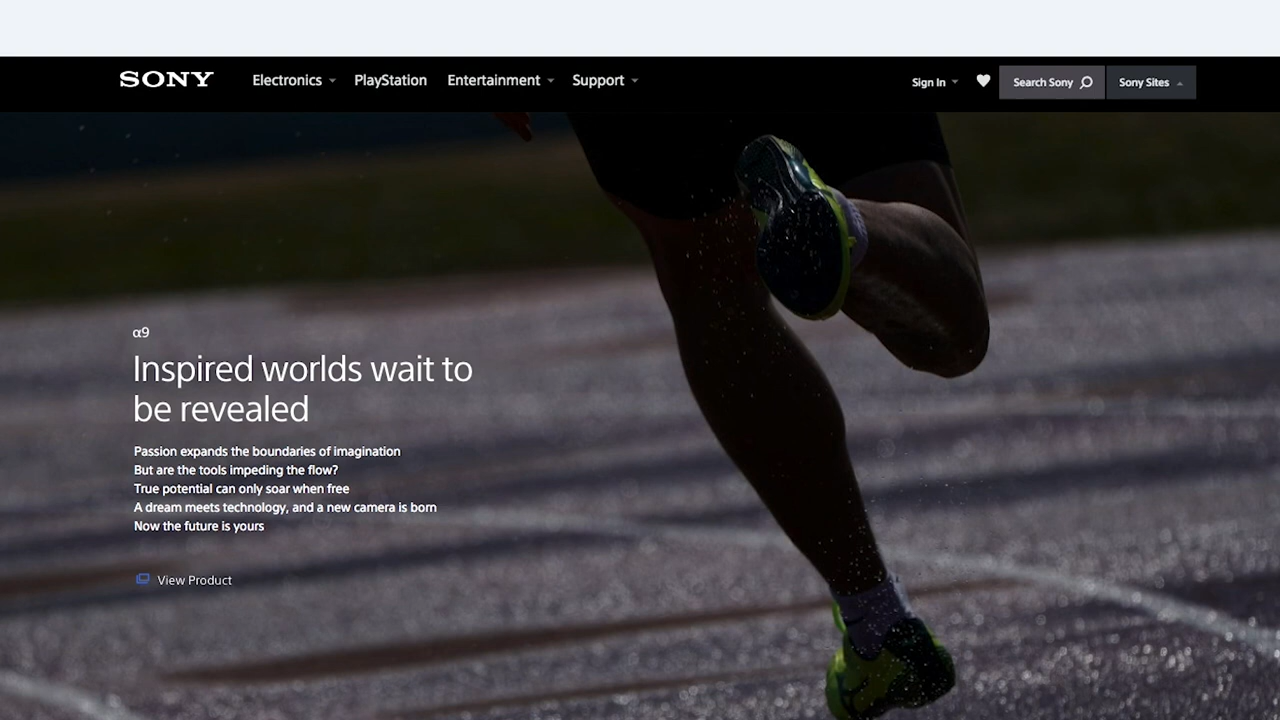 SONY Electronics PlayStation Entertainment Support Sign In Search Sony Sony Sites
α9
Inspired worlds wait to
be revealed
Passion expands the boundaries of imagination
But are the tools impeding the flow?
True potential can only soar when free
A dream meets technology, and a new camera is born
Now the future is yours
View Product